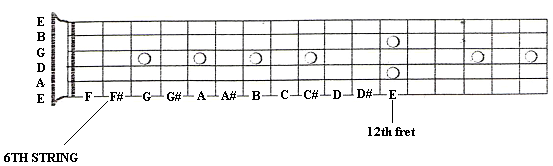 E
B
G
D
A
E F F# G G# A A# B C C# D D# E
12th fret
6TH STRING